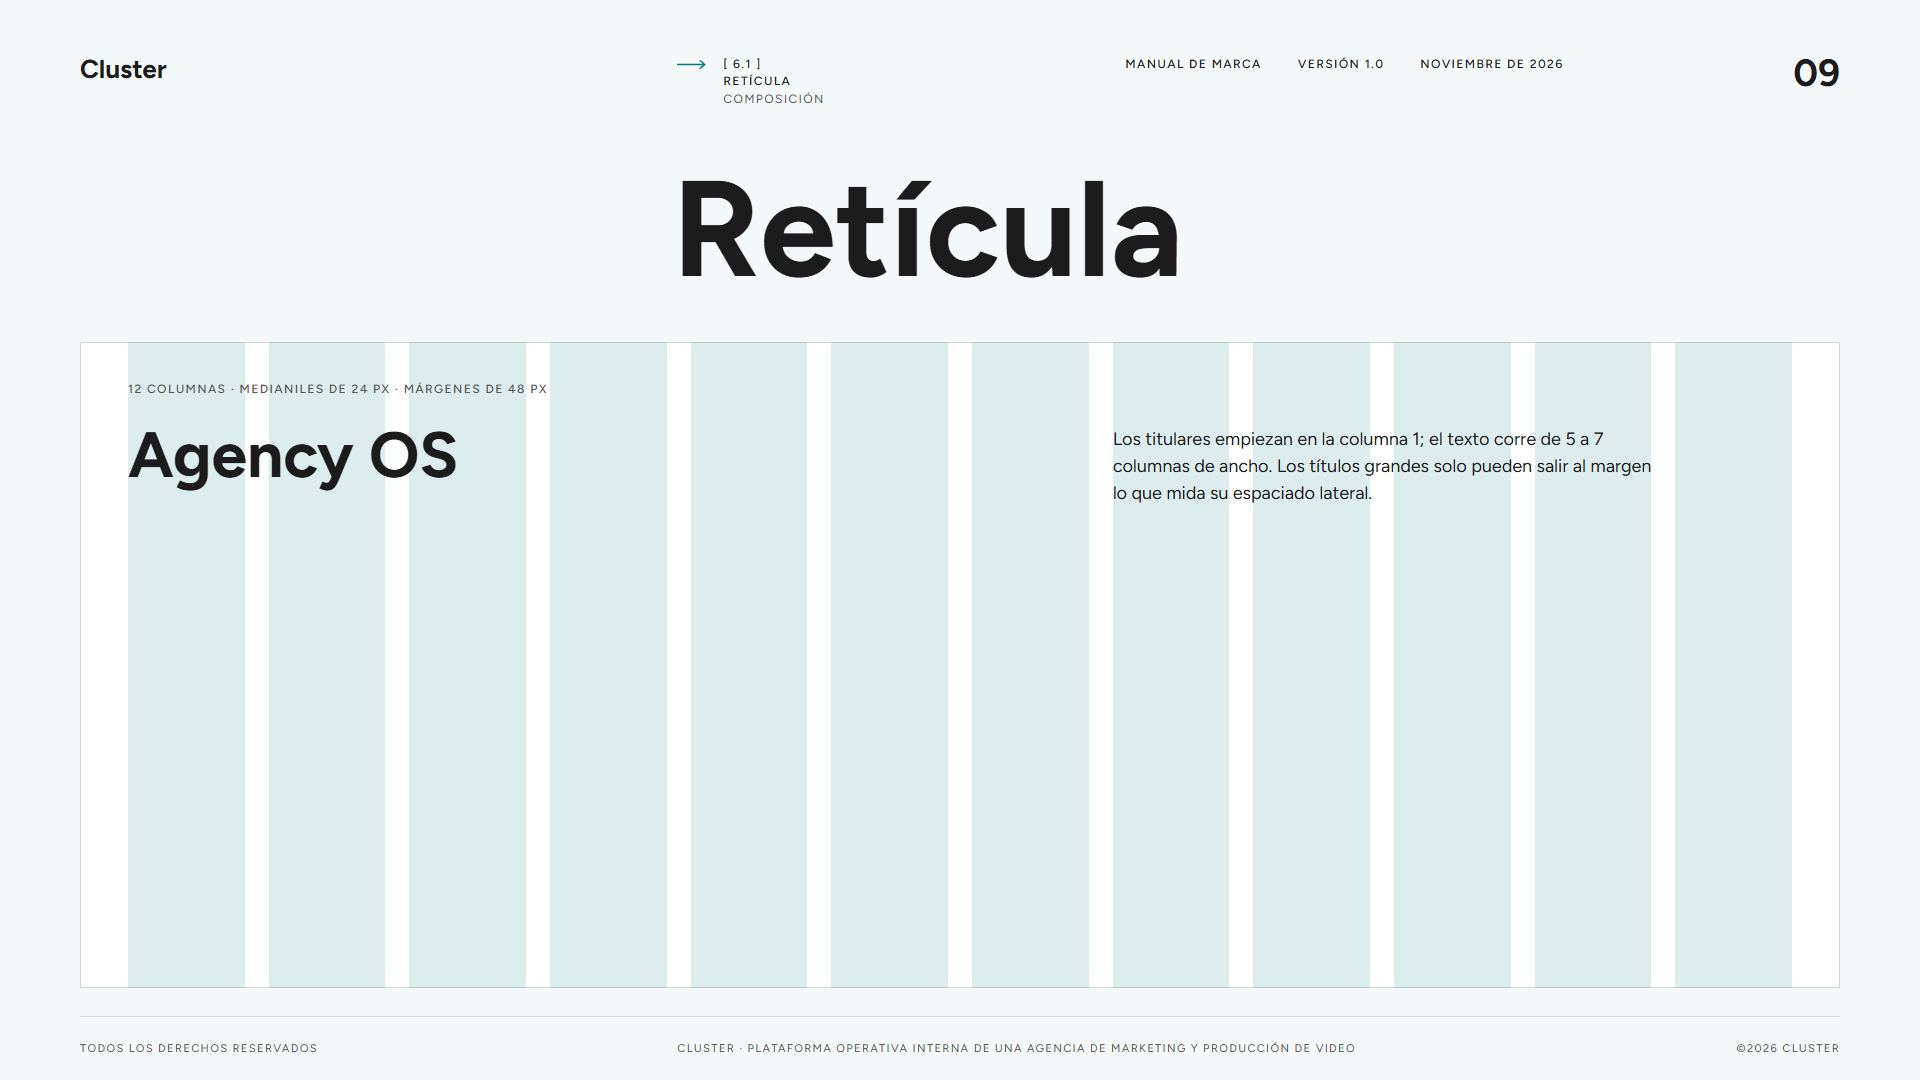 Cluster
[ 6.1 ]
RETÍCULA
COMPOSICIÓN
MANUAL DE MARCA
VERSIÓN 1.0
NOVIEMBRE DE 2026
09
Retícula
12 COLUMNAS · MEDIANILES DE 24 PX · MÁRGENES DE 48 PX
Agency OS
Los titulares empiezan en la columna 1; el texto corre de 5 a 7
columnas de ancho. Los títulos grandes solo pueden salir al margen
lo que mida su espaciado lateral.
TODOS LOS DERECHOS RESERVADOS
CLUSTER · PLATAFORMA OPERATIVA INTERNA DE UNA AGENCIA DE MARKETING Y PRODUCCIÓN DE VIDEO
©2026 CLUSTER